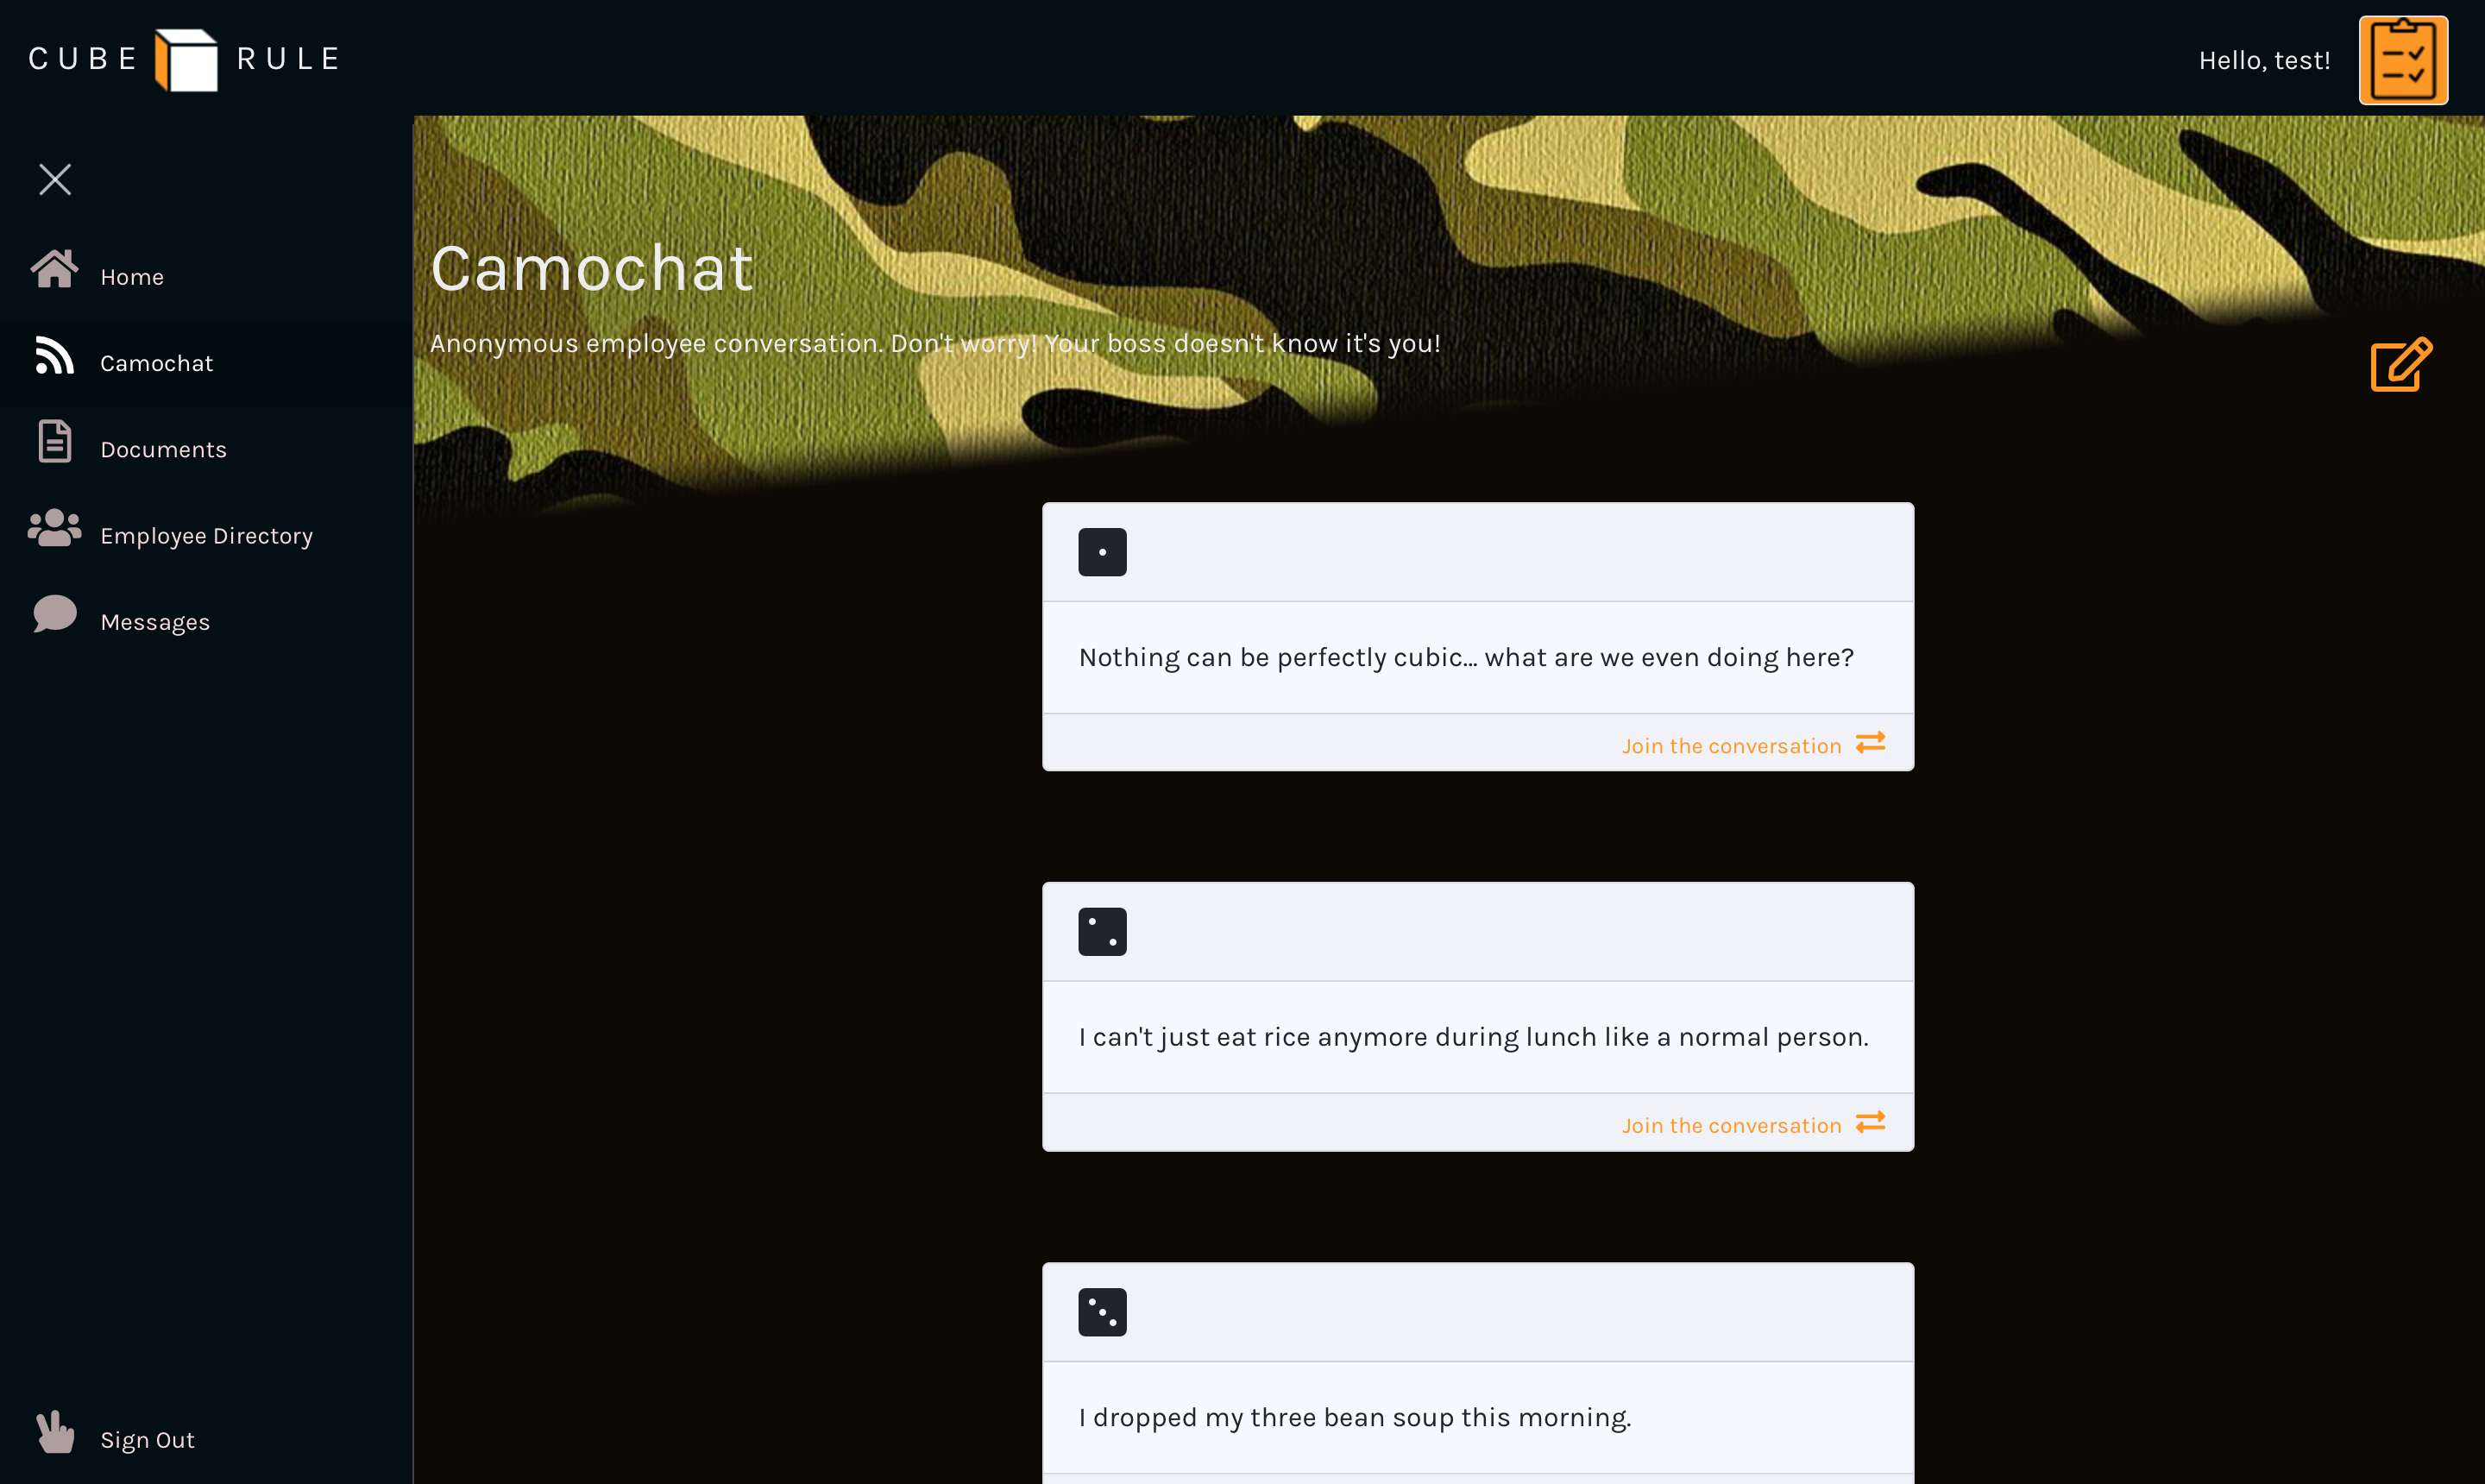 CUBE RULE
Hello, test!
Home
Camochat
Documents
Employee Directory
Messages
Sign Out
Camochat
Anonymous employee conversation. Don't worry! Your boss doesn't know it's you!
Nothing can be perfectly cubic... what are we even doing here?
Join the conversation
I can't just eat rice anymore during lunch like a normal person.
Join the conversation
I dropped my three bean soup this morning.